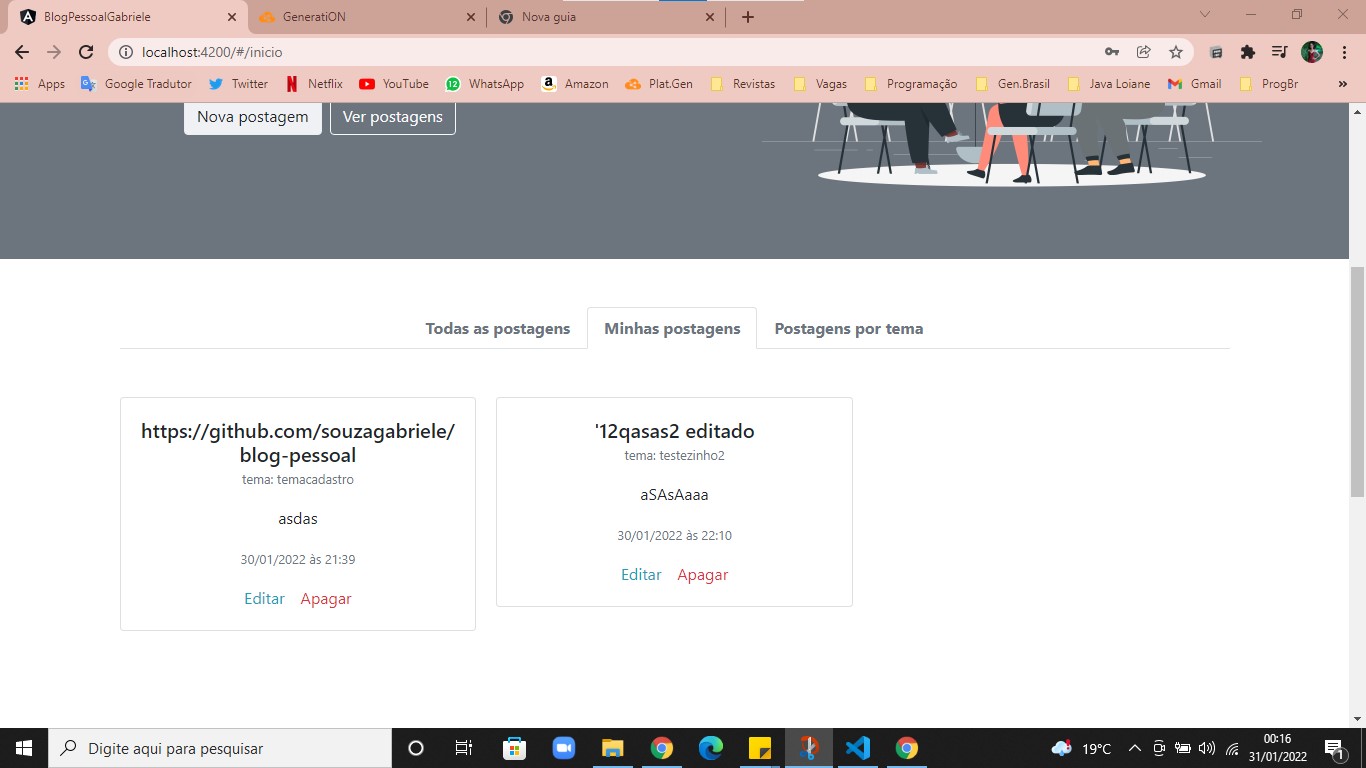 BlogPessoalGabriele
GeneratiON
Nova guia
localhost:4200/#/inicio
Apps
Google Tradutor
Twitter
Netflix
YouTube
12
WhatsApp
Amazon
Plat.Gen
Revistas
Vagas
Programação
Gen.Brasil
Java Loiane
Gmail
ProgBr
»
Nova postagem
Ver postagens
Todas as postagens
Minhas postagens
Postagens por tema
https://github.com/souzagabriele/
blog-pessoal
tema: temacadastro
asdas
30/01/2022 às 21:39
Editar Apagar
'12qasas2 editado
tema: testezinho2
aSAsAaaa
30/01/2022 às 22:10
Editar Apagar
Digite aqui para pesquisar
19°C
00:16
31/01/2022
1